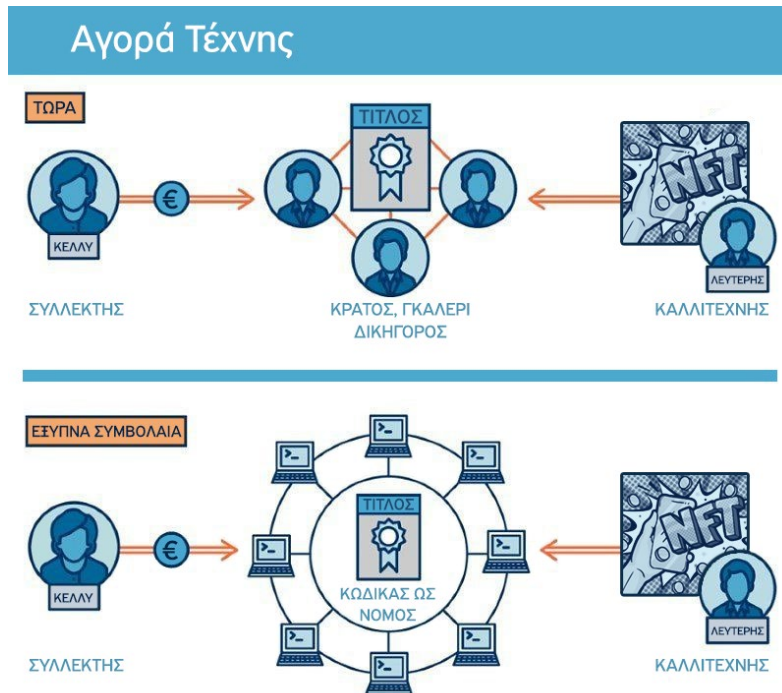 Αγορά Τέχνης
ΤΩΡΑ
ΤΙΤΛΟΣ
NFT
€
ΚΕΛΛΥ
ΛΕΥΤΕΡΗΣ
ΣΥΛΛΕΚΤΗΣ
ΚΡΑΤΟΣ, ΓΚΑΛΕΡΙ
ΔΙΚΗΓΟΡΟΣ
ΚΑΛΛΙΤΕΧΝΗΣ
ΕΞΥΠΝΑ ΣΥΜΒΟΛΑΙΑ
>_
>_
>_
ΤΙΤΛΟΣ
NFT
€
>_
>_
ΚΕΛΛΥ
ΚΩΔΙΚΑΣ ΩΣ
ΝΟΜΟΣ
ΛΕΥΤΕΡΗΣ
>_
>_
>_
ΣΥΛΛΕΚΤΗΣ
ΚΑΛΛΙΤΕΧΝΗΣ